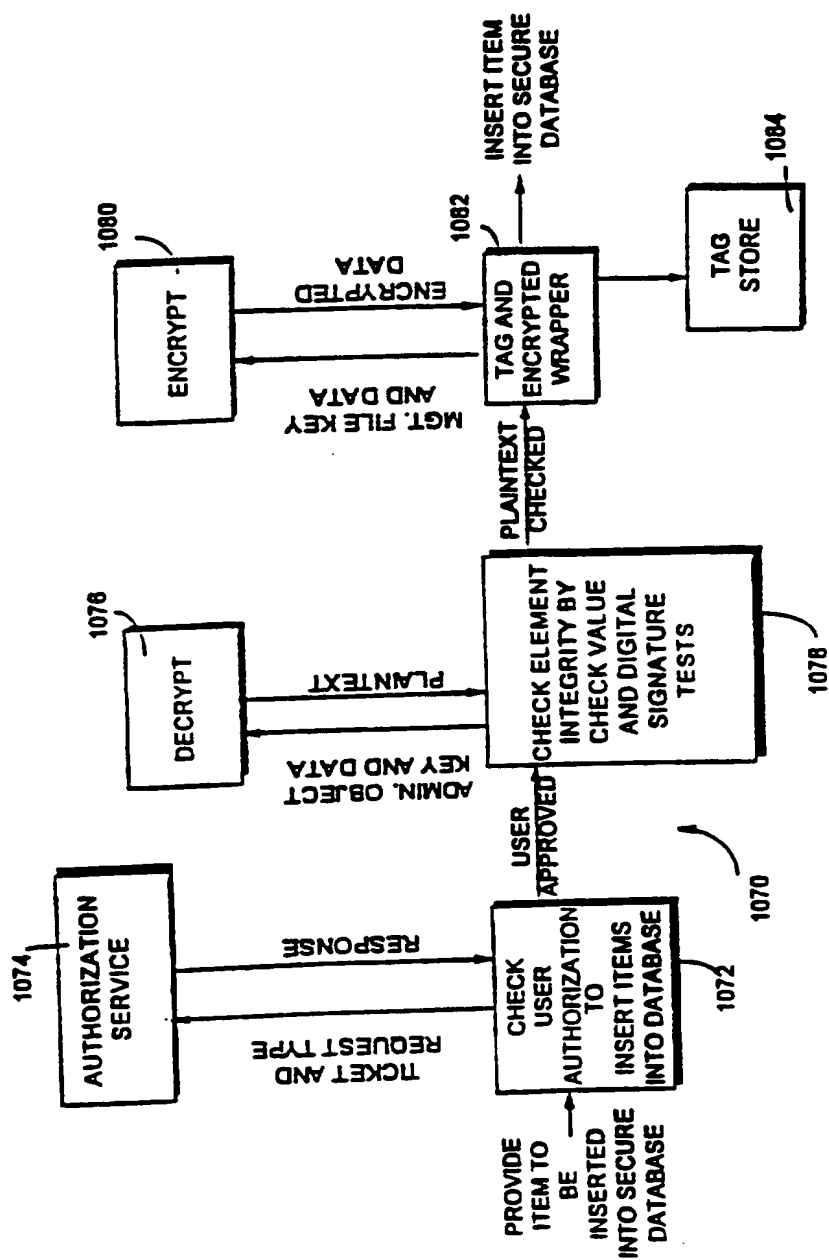 PROVIDE
ITEM TO
BE
INSERTED
INTO SECURE
DATABASE
CHECK
USER
AUTHORIZATION
TO
INSERT ITEMS
INTO DATABASE
1072
1070
TICKET AND
REQUEST TYPE
RESPONSE
AUTHORIZATION
SERVICE
1074
USER
APPROVED
CHECK ELEMENT
INTEGRITY BY
CHECK VALUE
AND DIGITAL
SIGNATURE
TESTS
1078
ADMIN. OBJECT
KEY AND DATA
PLAINTEXT
DECRYPT
1076
PLAINTEXT
CHECKED
TAG AND
ENCRYPTED
WRAPPER
1082
MGT. FILE KEY
AND DATA
ENCRYPTED
DATA
ENCRYPT
1080
INSERT ITEM
INTO SECURE
DATABASE
TAG
STORE
1084